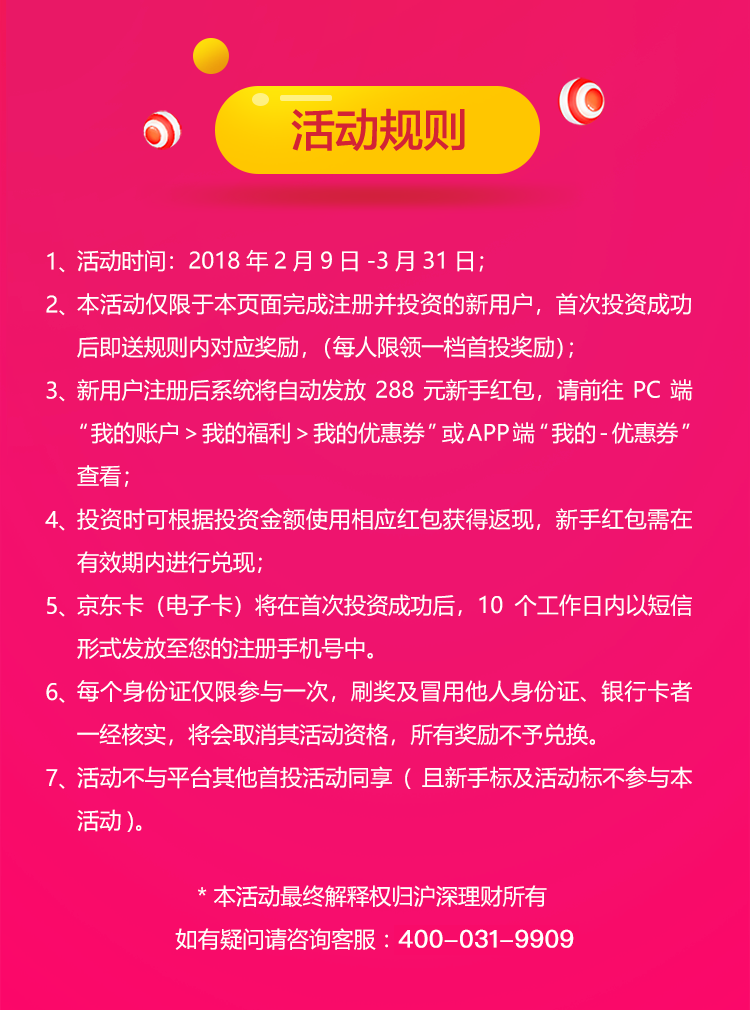 活动规则
1、活动时间：2018 年 2 月 9 日 -3 月 31 日；
2、本活动仅限于本页面完成注册并投资的新用户，首次投资成功
后即送规则内对应奖励，（每人限领一档首投奖励）；
3、新用户注册后系统将自动发放 288 元新手红包，请前往 PC 端
“我的账户 > 我的福利 > 我的优惠券”或 APP 端“我的 - 优惠券”
查看；
4、投资时可根据投资金额使用相应红包获得返现，新手红包需在
有效期内进行兑现；
5、京东卡（电子卡）将在首次投资成功后，10 个工作日内以短信
形式发放至您的注册手机号中。
6、每个身份证仅限参与一次，刷奖及冒用他人身份证、银行卡者
一经核实，将会取消其活动资格，所有奖励不予兑换。
7、活动不与平台其他首投活动同享（ 且新手标及活动标不参与本
活动 )。
* 本活动最终解释权归沪深理财所有
如有疑问请咨询客服：400-031-9909